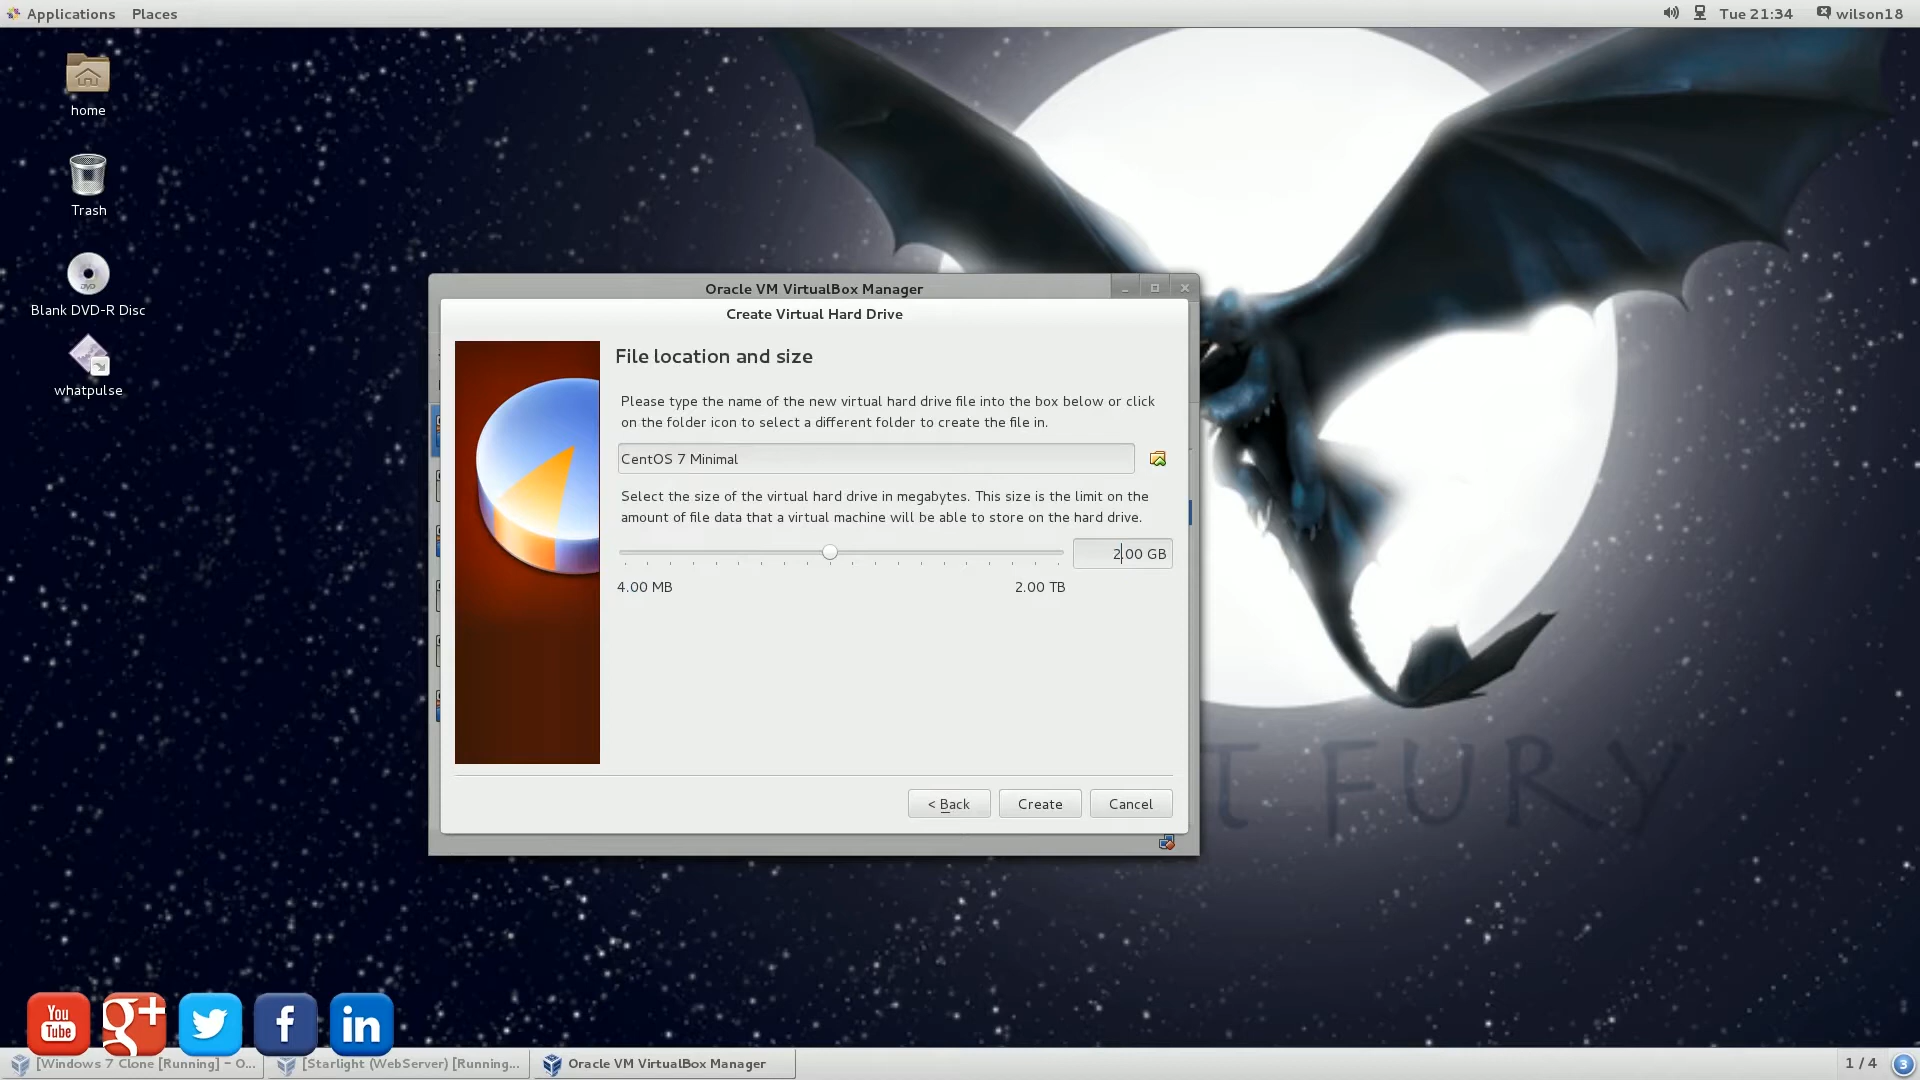 Applications Places
Tue 21:34 wilson18
home
Trash
DVD
Blank DVD-R Disc
whatpulse
Oracle VM VirtualBox Manager
Create Virtual Hard Drive
File location and size
Please type the name of the new virtual hard drive file into the box below or click
on the folder icon to select a different folder to create the file in.
CentOS 7 Minimal
Select the size of the virtual hard drive in megabytes. This size is the limit on the
amount of file data that a virtual machine will be able to store on the hard drive.
2.00 GB
4.00 MB 2.00 TB
T FURY
< Back Create Cancel
You
Tube
g+
f
in
[Windows 7 Clone [Running] - O...
[Starlight (WebServer) [Running...
Oracle VM VirtualBox Manager
1 / 4
3